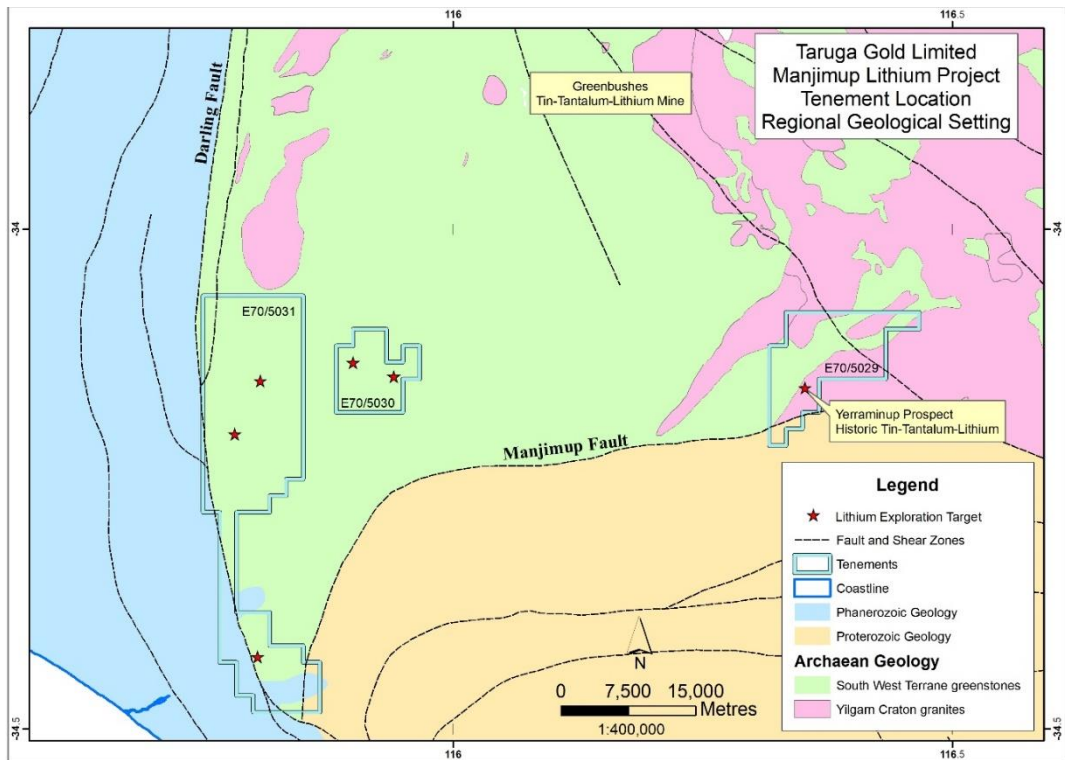 116
116.5
Taruga Gold Limited
Manjimup Lithium Project
Tenement Location
Regional Geological Setting
Greenbushes
Tin-Tantalum-Lithium Mine
Darling Fault
-34
-34
E70/5031
E70/5030
E70/5029
Yerraminup Prospect
Historic Tin-Tantalum-Lithium
Manjimup Fault
Legend
Lithium Exploration Target
Fault and Shear Zones
Tenements
Coastline
Phanerozoic Geology
Proterozoic Geology
Archaean Geology
South West Terrane greenstones
Yilgarn Craton granites
N
0 7,500 15,000
Metres
1:400,000
-34.5
-34.5
116
116.5